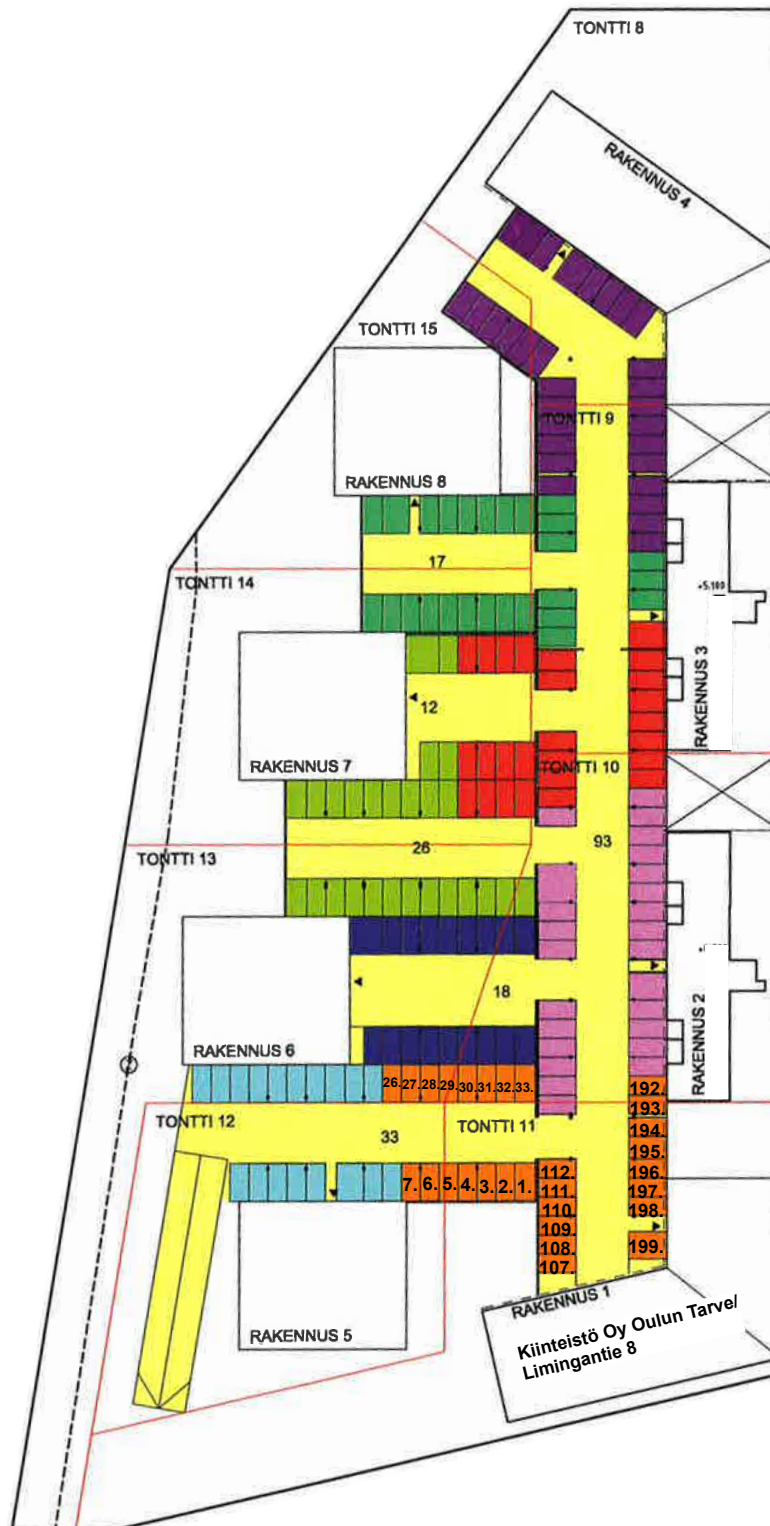 TONTTI 8
RAKENNUS 4
TONTTI 15
TONTTI 9
RAKENNUS 8
17
TONTTI 14
+5.100
RAKENNUS 3
12
RAKENNUS 7
TONTTI 10
93
26
TONTTI 13
18
RAKENNUS 2
RAKENNUS 6
26. 27. 28. 29. 30. 31. 32. 33.
192.
193.
TONTTI 12
TONTTI 11
33
194.
195.
196.
197.
198.
199.
7. 6. 5. 4. 3. 2. 1.
112.
111.
110
109.
108.
107.
RAKENNUS 1
RAKENNUS 5
Kiinteistö Oy Oulun Tarve/
Limingantie 8